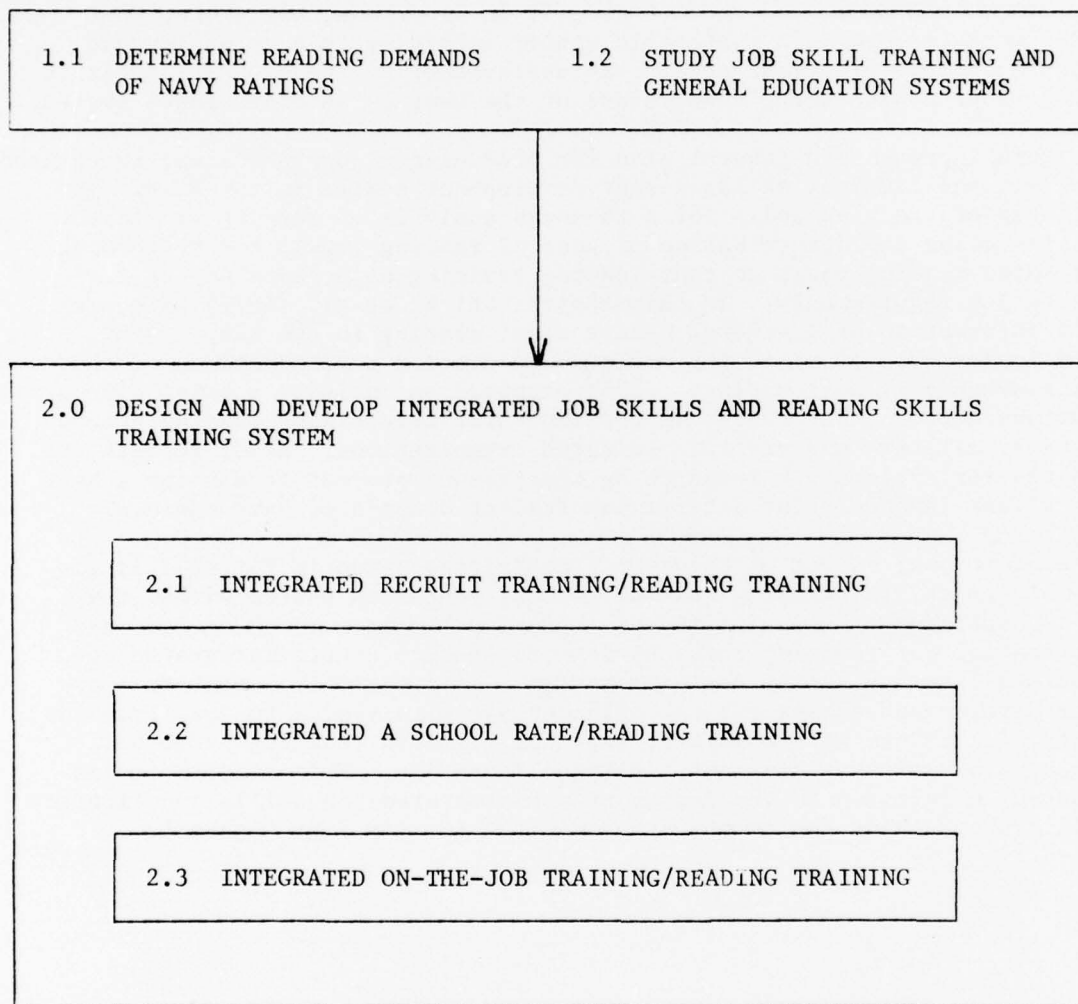 1.1 DETERMINE READING DEMANDS OF NAVY RATINGS
1.2 STUDY JOB SKILL TRAINING AND GENERAL EDUCATION SYSTEMS
2.0 DESIGN AND DEVELOP INTEGRATED JOB SKILLS AND READING SKILLS
TRAINING SYSTEM
2.1 INTEGRATED RECRUIT TRAINING/READING TRAINING
2.2 INTEGRATED A SCHOOL RATE/READING TRAINING
2.3 INTEGRATED ON-THE-JOB TRAINING/READING TRAINING